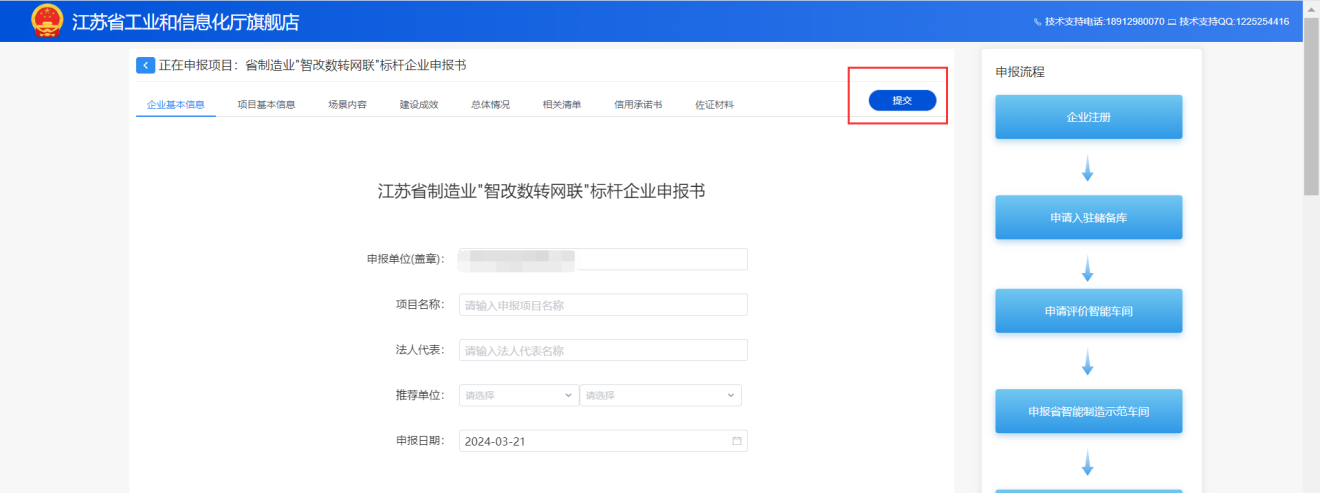 江苏省工业和信息化厅旗舰店
技术支持电话:18912980070 技术支持QQ:1225254416
正在申报项目：省制造业"智改数转网联"标杆企业申报书
企业基本信息 项目基本信息 场景内容 建设成效 总体情况 相关清单 信用承诺书 佐证材料
提交
江苏省制造业"智改数转网联"标杆企业申报书
申报单位(盖章)：
项目名称： 请输入申报项目名称
法人代表： 请输入法人代表名称
推荐单位： 请选择 请选择
申报日期： 2024-03-21
申报流程
企业注册
申请入驻储备库
申请评价智能车间
申报省智能制造示范车间